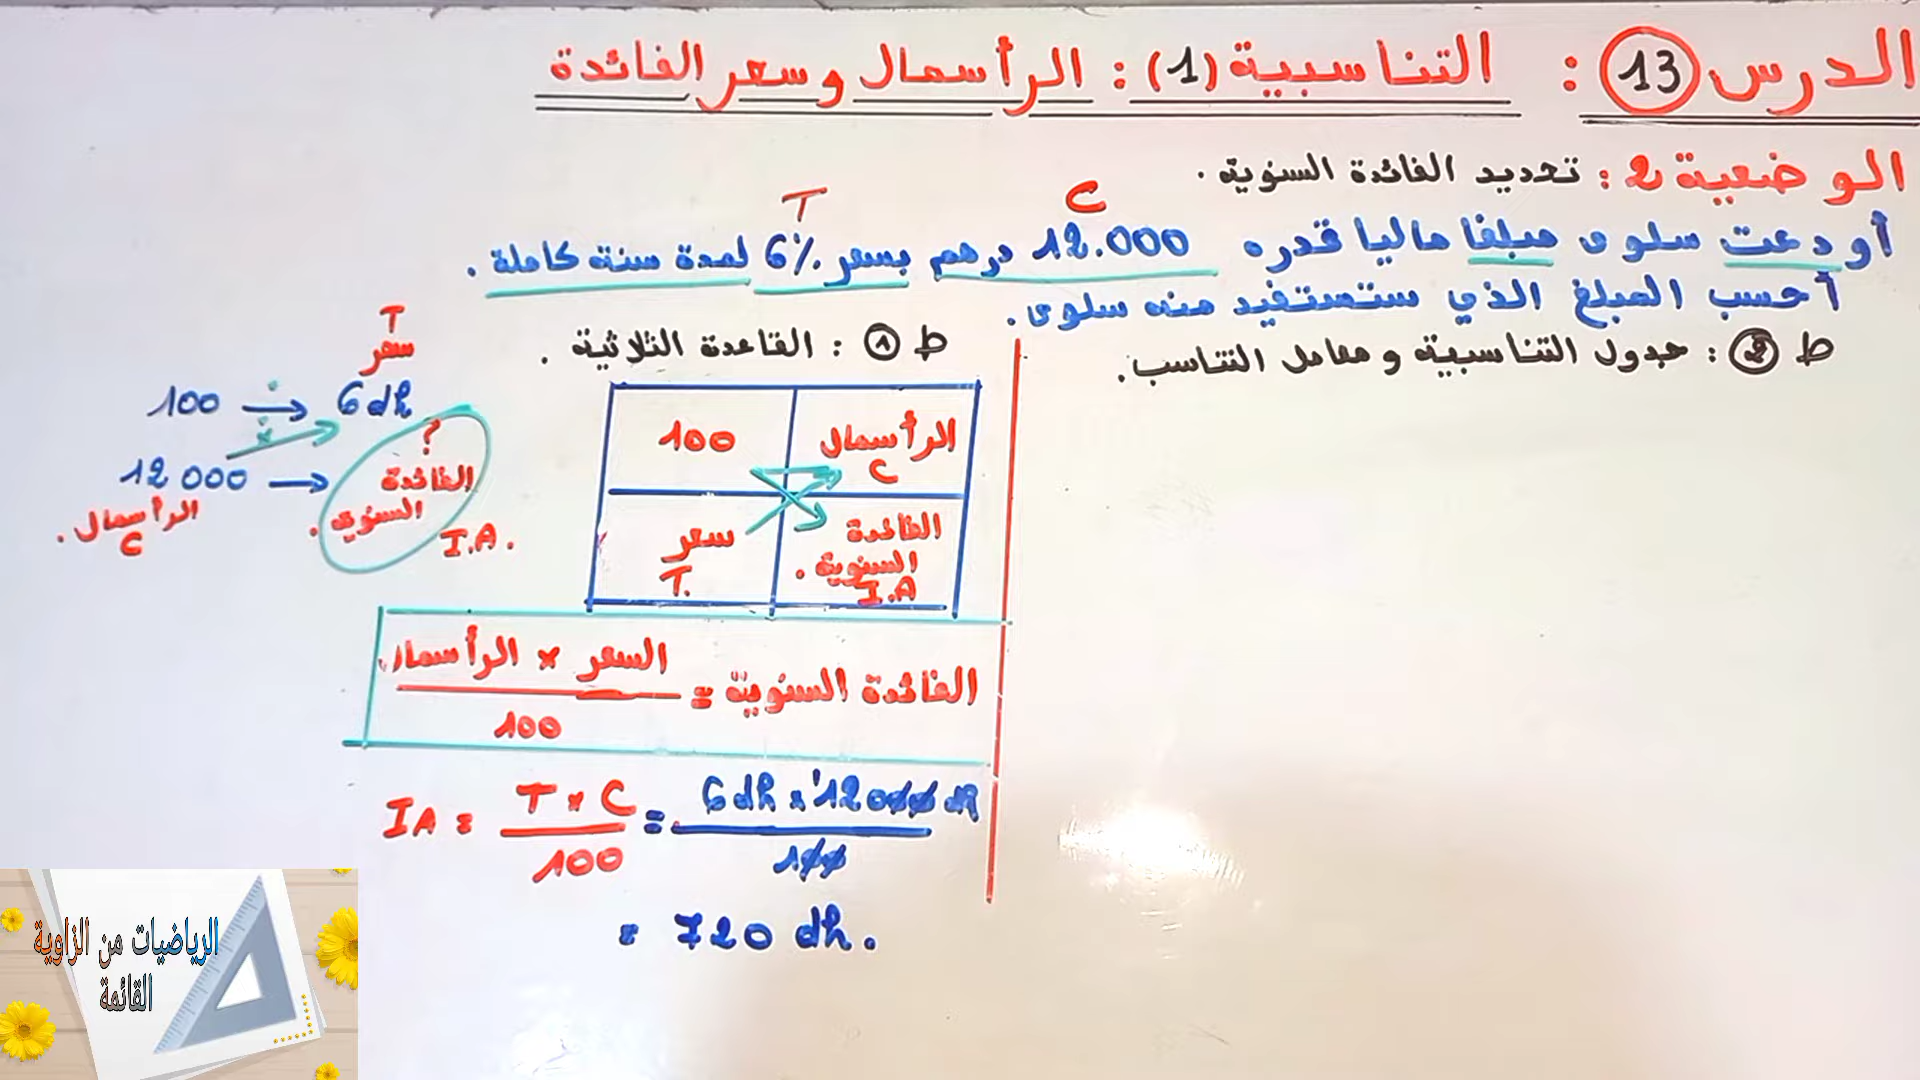 الدرس 13 : التناسبية (1) : الرأسمال وسعر الفائدة
الوضعية 2 : تحديد الفائدة السنوية .
T C
أودعت سلوى مبلغا ماليا قدره 12.000 درهم بسعر 6% لمدة سنة كاملة .
أحسب المبلغ الذي ستستفيد منه سلوى .
ط 2 : جدول التناسبية و معامل التناسب .
ط 1 : القاعدة الثلاثية .
100 الرأسمال
C
سعر الفائدة
T. السنوية .
I.A
T
سعر
100 ÷→ 6 dh
× ?
12 000 → الفائدة
الرأسمال . السنوي .
C I.A .
الفائدة السنوية = السعر × الرأسمال
100
IA = T × C / 100 = 6 dh × 12000 dh / 100
= 720 dh .
الرياضيات من الزاوية
القائمة